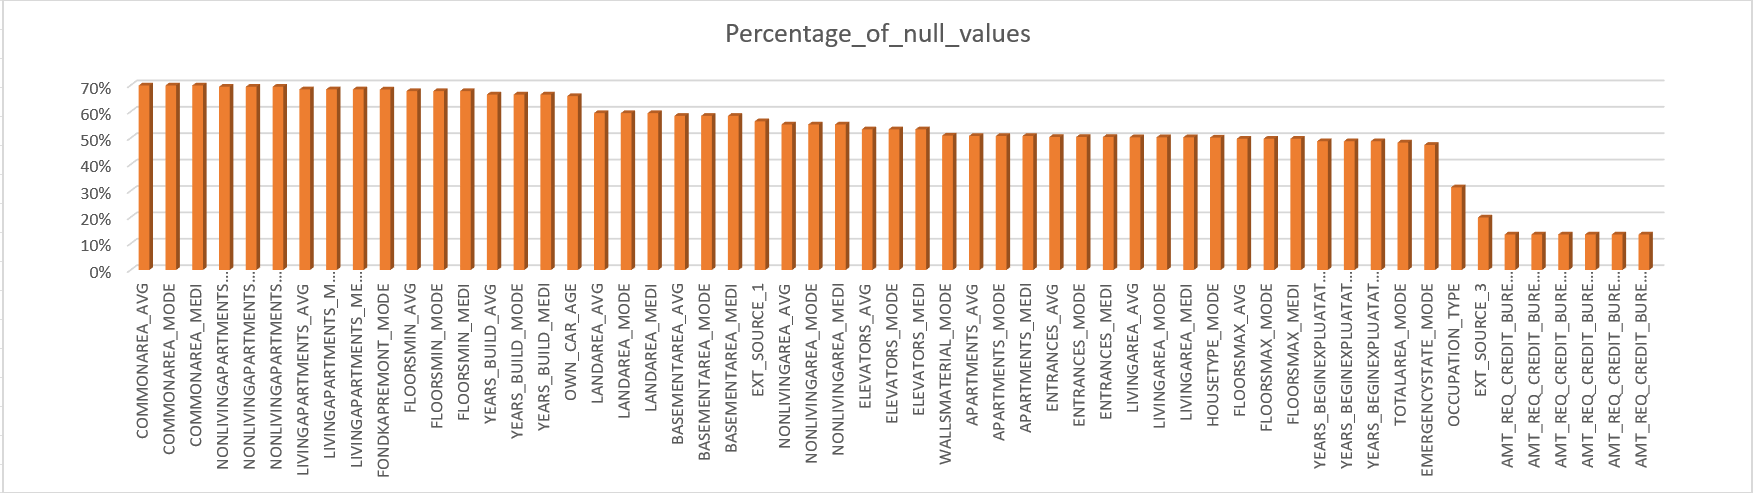 Percentage_of_null_values
70%
60%
50%
40%
30%
20%
10%
0%
COMMONAREA_AVG
COMMONAREA_MODE
COMMONAREA_MEDI
NONLIVINGAPARTMENTS…
NONLIVINGAPARTMENTS…
NONLIVINGAPARTMENTS…
LIVINGAPARTMENTS_AVG
LIVINGAPARTMENTS_M…
LIVINGAPARTMENTS_ME…
FONDKAPREMONT_MODE
FLOORSMIN_AVG
FLOORSMIN_MODE
FLOORSMIN_MEDI
YEARS_BUILD_AVG
YEARS_BUILD_MODE
YEARS_BUILD_MEDI
OWN_CAR_AGE
LANDAREA_AVG
LANDAREA_MODE
LANDAREA_MEDI
BASEMENTAREA_AVG
BASEMENTAREA_MODE
BASEMENTAREA_MEDI
EXT_SOURCE_1
NONLIVINGAREA_AVG
NONLIVINGAREA_MODE
NONLIVINGAREA_MEDI
ELEVATORS_AVG
ELEVATORS_MODE
ELEVATORS_MEDI
WALLSMATERIAL_MODE
APARTMENTS_AVG
APARTMENTS_MODE
APARTMENTS_MEDI
ENTRANCES_AVG
ENTRANCES_MODE
ENTRANCES_MEDI
LIVINGAREA_AVG
LIVINGAREA_MODE
LIVINGAREA_MEDI
HOUSETYPE_MODE
FLOORSMAX_AVG
FLOORSMAX_MODE
FLOORSMAX_MEDI
YEARS_BEGINEXPLUATAT…
YEARS_BEGINEXPLUATAT…
YEARS_BEGINEXPLUATAT…
TOTALAREA_MODE
EMERGENCYSTATE_MODE
OCCUPATION_TYPE
EXT_SOURCE_3
AMT_REQ_CREDIT_BURE…
AMT_REQ_CREDIT_BURE…
AMT_REQ_CREDIT_BURE…
AMT_REQ_CREDIT_BURE…
AMT_REQ_CREDIT_BURE…
AMT_REQ_CREDIT_BURE…